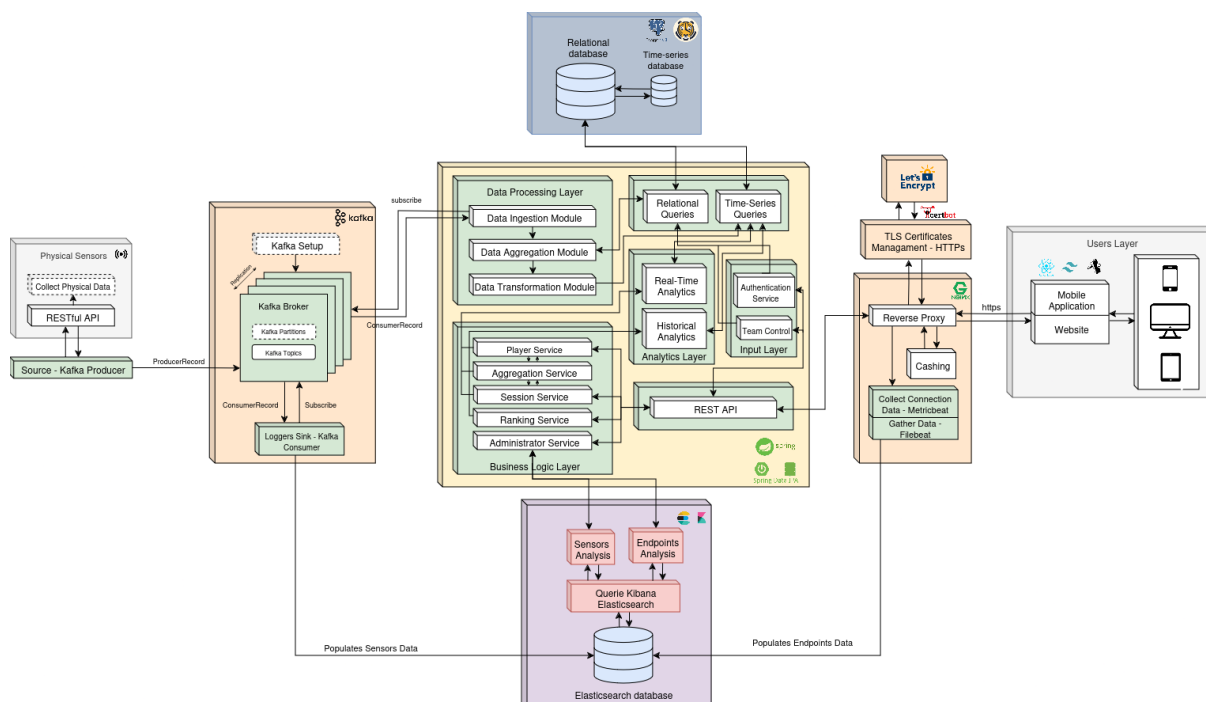 Relational
database
Time-series
database
Let's
Encrypt
certbot
TLS Certificates
Managament - HTTPs
Physical Sensors
Collect Physical Data
RESTful API
Source - Kafka Producer
ProducerRecord
kafka
Kafka Setup
Replication
Kafka Broker
Kafka Partitions
Kafka Topics
ConsumerRecord
Subscribe
Loggers Sink - Kafka
Consumer
subscribe
ConsumerRecord
Data Processing Layer
Data Ingestion Module
Data Aggregation Module
Data Transformation Module
Relational
Queries
Time-Series
Queries
Real-Time
Analytics
Historical
Analytics
Analytics Layer
Authentication
Service
Team Control
Input Layer
Player Service
Aggregation Service
Session Service
Ranking Service
Administrator Service
Business Logic Layer
REST API
spring
Spring Data JPA
NGINX
Reverse Proxy
Cashing
Collect Connection
Data - Metricbeat
Gather Data -
Filebeat
https
Users Layer
Mobile
Application
Website
Sensors
Analysis
Endpoints
Analysis
Querie Kibana
Elasticsearch
Elasticsearch database
Populates Sensors Data
Populates Endpoints Data